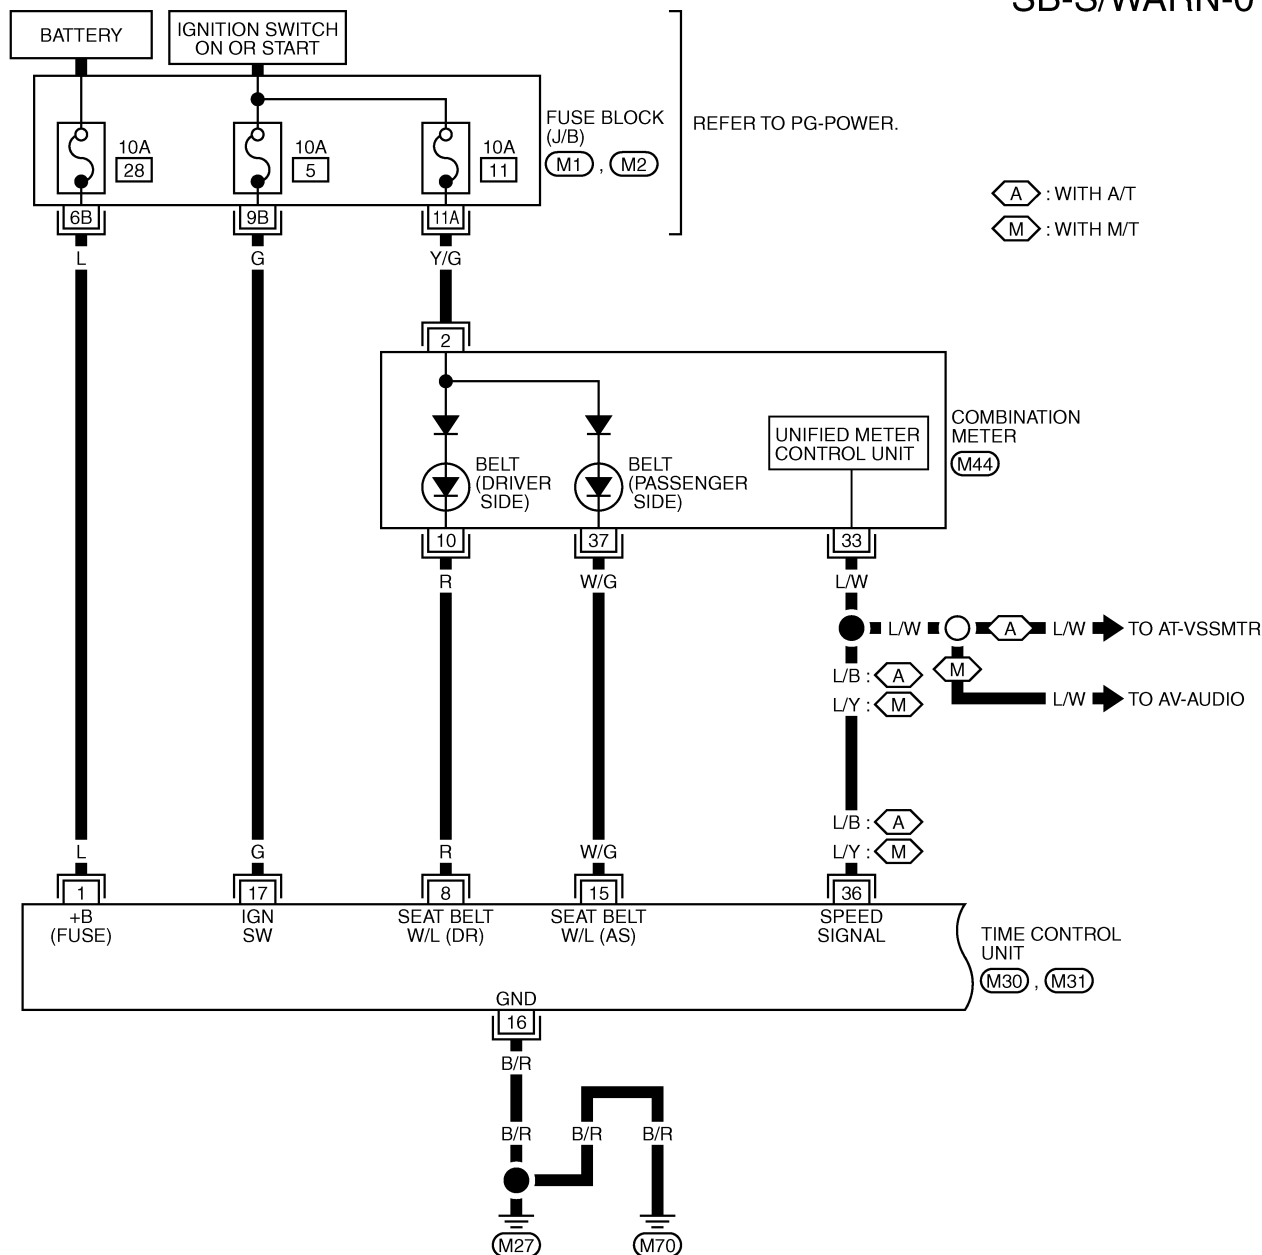 SB-S/WARN-0
BATTERY
IGNITION SWITCH
ON OR START
FUSE BLOCK
(J/B)
M1 , M2
REFER TO PG-POWER.
10A
28
10A
5
10A
11
A : WITH A/T
M : WITH M/T
6B
9B
11A
L
G
Y/G
2
COMBINATION
METER
M44
UNIFIED METER
CONTROL UNIT
BELT
(DRIVER
SIDE)
BELT
(PASSENGER
SIDE)
10
37
33
R
W/G
L/W
L/W
A
L/W
TO AT-VSSMTR
L/B : A
M
L/Y : M
L/W
TO AV-AUDIO
L/B : A
L
G
R
W/G
L/Y : M
1
17
8
15
36
+B
(FUSE)
IGN
SW
SEAT BELT
W/L (DR)
SEAT BELT
W/L (AS)
SPEED
SIGNAL
TIME CONTROL
UNIT
M30 , M31
GND
16
B/R
B/R
B/R
B/R
M27
M70